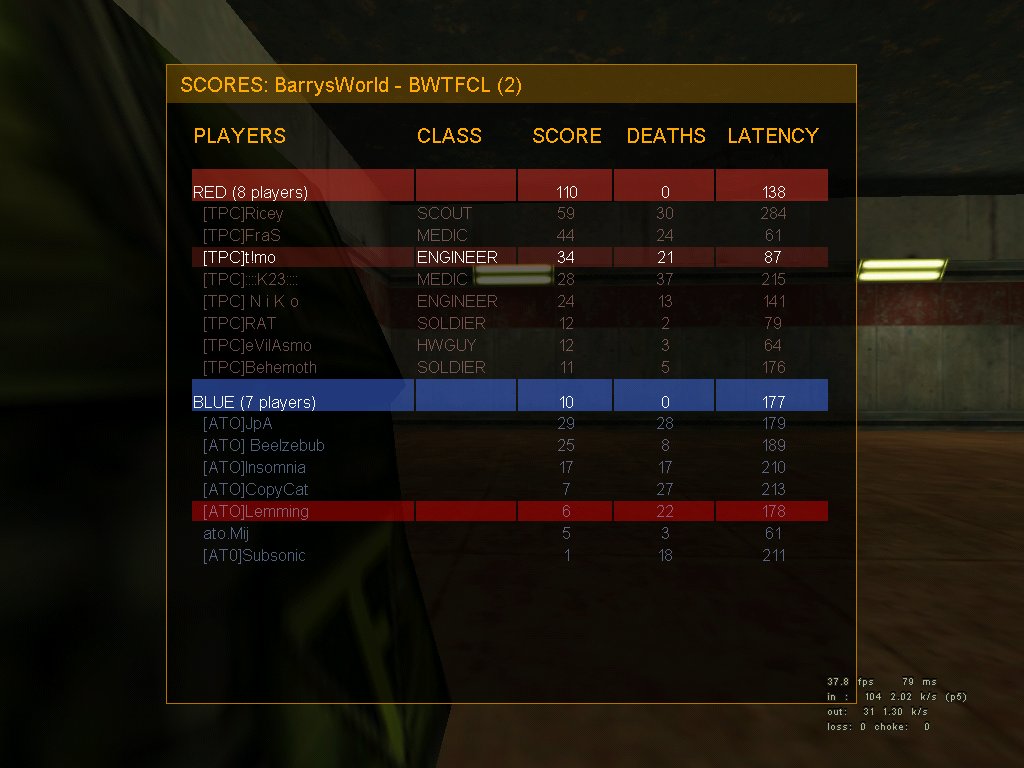 SCORES: BarrysWorld - BWTFCL (2)
PLAYERS CLASS SCORE DEATHS LATENCY
RED (8 players) 110 0 138
[TPC]Ricey SCOUT 59 30 284
[TPC]FraS MEDIC 44 24 61
[TPC]t!mo ENGINEER 34 21 87
[TPC]::::K23:::: MEDIC 28 37 215
[TPC] N i K o ENGINEER 24 13 141
[TPC]RAT SOLDIER 12 2 79
[TPC]eVilAsmo HWGUY 12 3 64
[TPC]Behemoth SOLDIER 11 5 176
BLUE (7 players) 10 0 177
[ATO]JpA 29 28 179
[ATO] Beelzebub 25 8 189
[ATO]Insomnia 17 17 210
[ATO]CopyCat 7 27 213
[ATO]Lemming 6 22 178
ato.Mij 5 3 61
[AT0]Subsonic 1 18 211
37.8 fps 79 ms
in : 104 2.02 k/s (p5)
out: 31 1.30 k/s
loss: 0 choke: 0